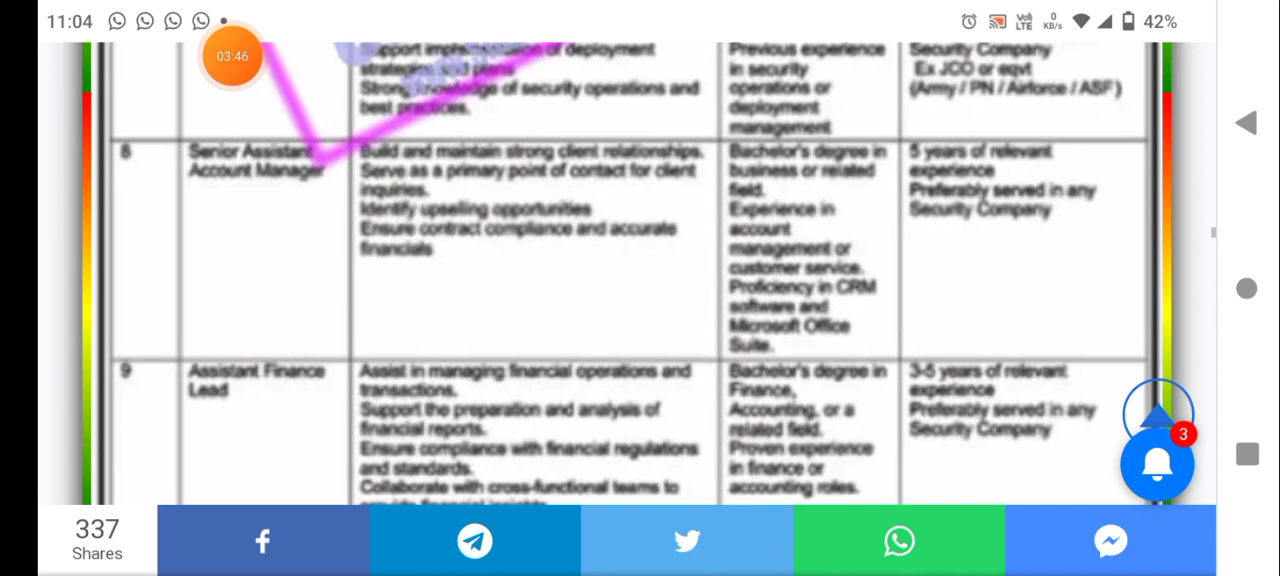 11:04
Vo)
LTE
0
KB/s
42%
03:46
Support implementation of deployment
strategies and plans
Strong knowledge of security operations and
best practices.
Previous experience
in security
operations or
deployment
management
Security Company
Ex JCO or eqvt
(Army / PN / Airforce / ASF)
8
Senior Assistant
Account Manager
Build and maintain strong client relationships.
Serve as a primary point of contact for client
inquiries.
Identify upselling opportunities
Ensure contract compliance and accurate
financials
Bachelor's degree in
business or related
field.
Experience in
account
management or
customer service.
Proficiency in CRM
software and
Microsoft Office
Suite.
5 years of relevant
experience
Preferably served in any
Security Company
9
Assistant Finance
Lead
Assist in managing financial operations and
transactions.
Support the preparation and analysis of
financial reports.
Ensure compliance with financial regulations
and standards.
Collaborate with cross-functional teams to
Bachelor's degree in
Finance,
Accounting, or a
related field.
Proven experience
in finance or
accounting roles.
3-5 years of relevant
experience
Preferably served in any
Security Company
3
337
Shares